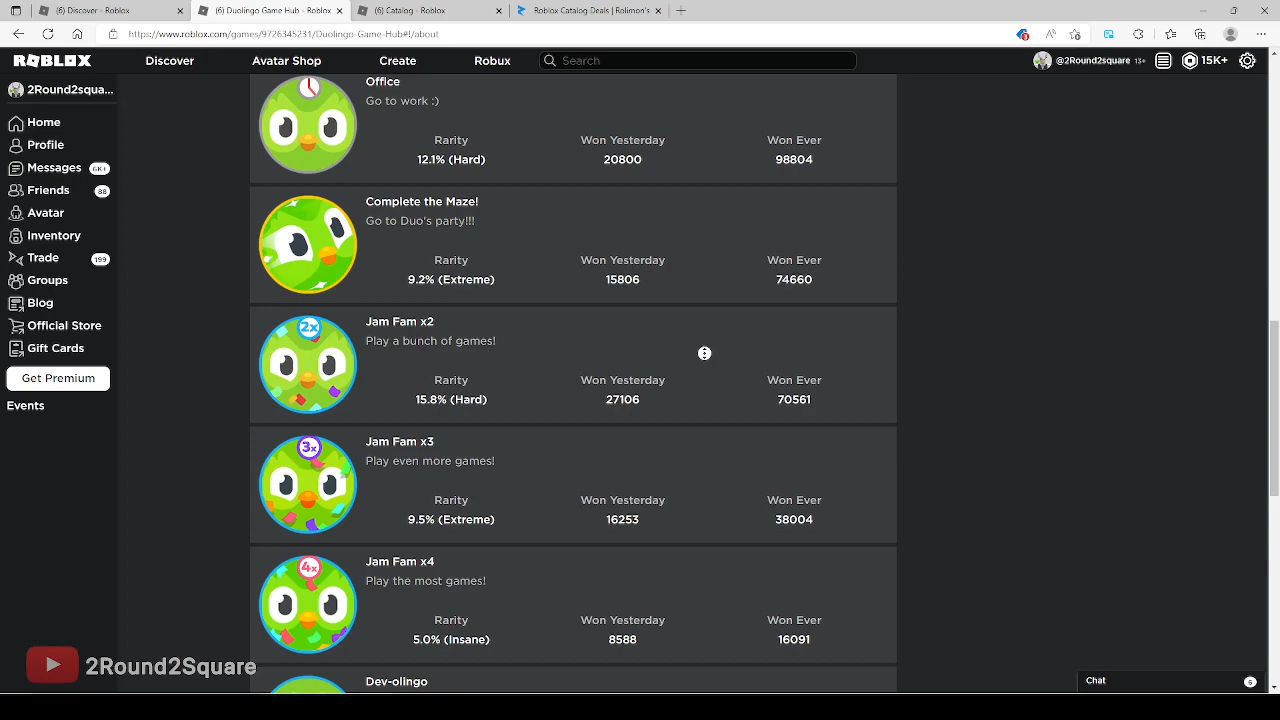 (6) Discover - Roblox
(6) Duolingo Game Hub - Roblox
(6) Catalog - Roblox
Roblox Catalog Deals | Rolimon's
https://www.roblox.com/games/9726345231/Duolingo-Game-Hub#!/about
3
ROBLOX
Discover
Avatar Shop
Create
Robux
Search
@2Round2square 13+
15K+
2Round2squa...
Home
Profile
Messages 6K+
Friends 88
Avatar
Inventory
Trade 199
Groups
Blog
Official Store
Gift Cards
Get Premium
Events
Office
Go to work :)
Rarity Won Yesterday Won Ever
12.1% (Hard) 20800 98804
Complete the Maze!
Go to Duo's party!!!
Rarity Won Yesterday Won Ever
9.2% (Extreme) 15806 74660
2x
Jam Fam x2
Play a bunch of games!
Rarity Won Yesterday Won Ever
15.8% (Hard) 27106 70561
3x
Jam Fam x3
Play even more games!
Rarity Won Yesterday Won Ever
9.5% (Extreme) 16253 38004
4x
Jam Fam x4
Play the most games!
Rarity Won Yesterday Won Ever
5.0% (Insane) 8588 16091
Dev-olingo
2Round2Square
Chat 6